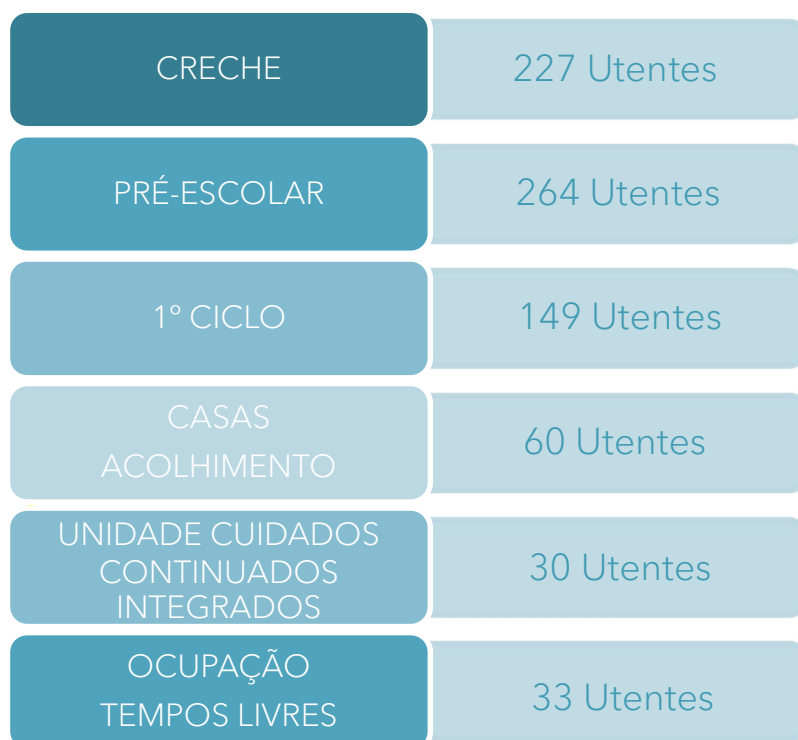 CRECHE
227 Utentes
PRÉ-ESCOLAR
264 Utentes
1º CICLO
149 Utentes
CASAS
ACOLHIMENTO
60 Utentes
UNIDADE CUIDADOS
CONTINUADOS
INTEGRADOS
30 Utentes
OCUPAÇÃO
TEMPOS LIVRES
33 Utentes